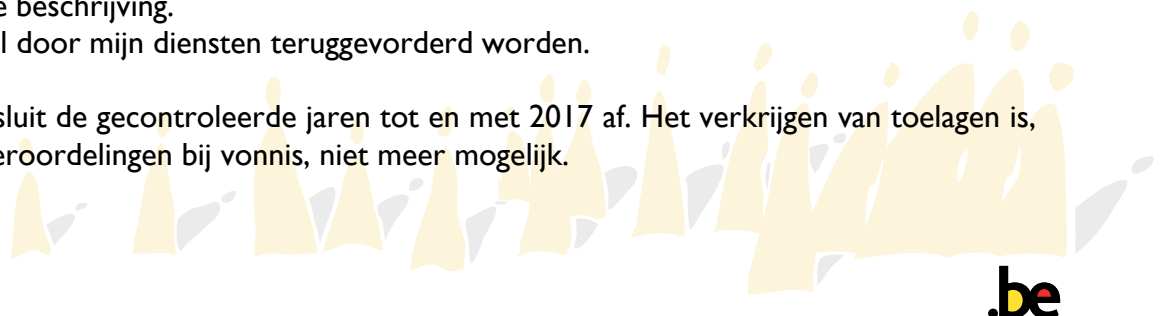 beschrijving.
door mijn diensten teruggevorderd worden.
sluit de gecontroleerde jaren tot en met 2017 af. Het verkrijgen van toelagen is,
bij vonnis, niet meer mogelijk.
.be